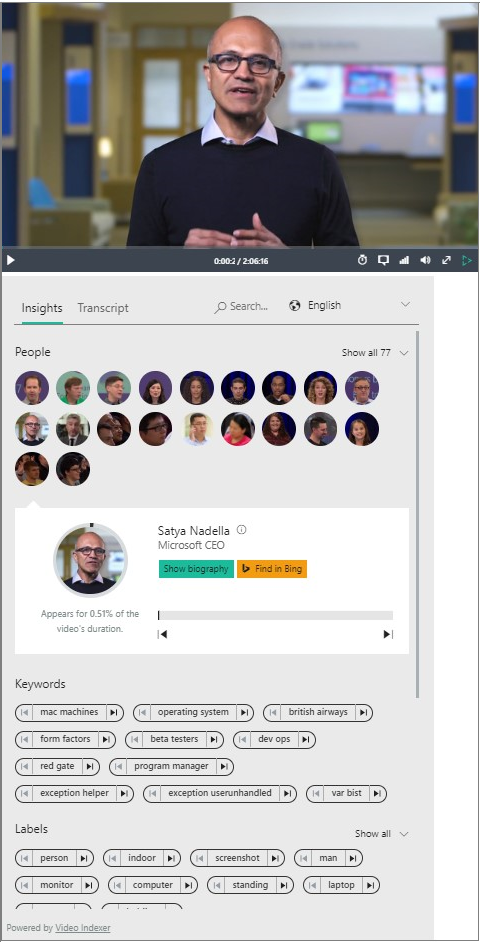 0:00:2 / 2:06:16
Insights Transcript Search... English
People Show all 77
Satya Nadella
Microsoft CEO
Show biography Find in Bing
Appears for 0.51% of the
video's duration.
Keywords
mac machines operating system british airways
form factors beta testers dev ops
red gate program manager
exception helper exception userunhandled var bist
Labels Show all
person indoor screenshot man
monitor computer standing laptop
Powered by Video Indexer